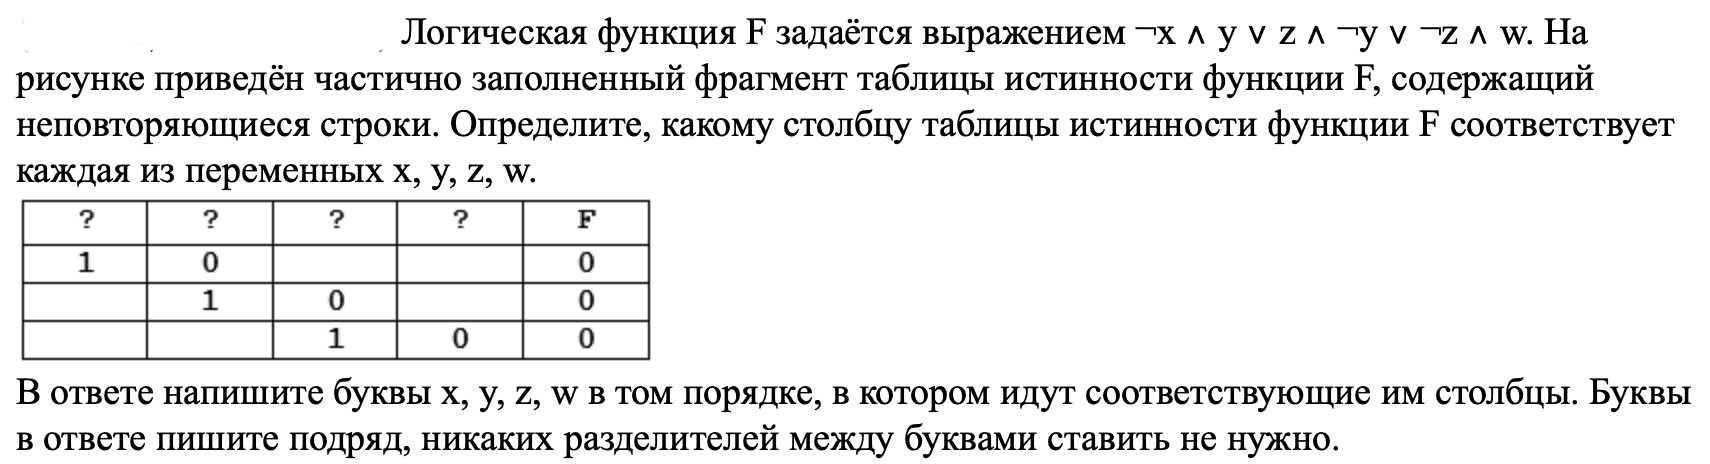 Логическая функция F задаётся выражением ¬x ∧ y ∨ z ∧ ¬y ∨ ¬z ∧ w. На
рисунке приведён частично заполненный фрагмент таблицы истинности функции F, содержащий
неповторяющиеся строки. Определите, какому столбцу таблицы истинности функции F соответствует
каждая из переменных x, y, z, w.
? ? ? ? F
1 0 0
1 0 0
1 0 0
В ответе напишите буквы x, y, z, w в том порядке, в котором идут соответствующие им столбцы. Буквы
в ответе пишите подряд, никаких разделителей между буквами ставить не нужно.